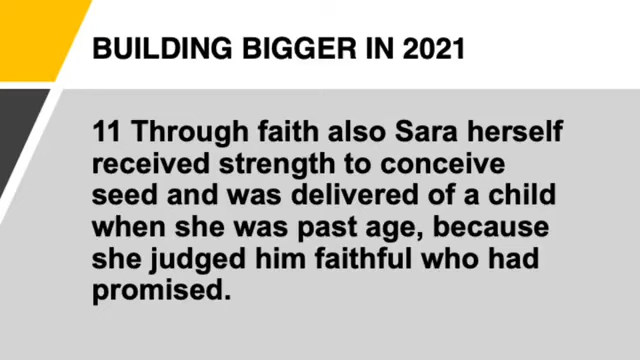 BUILDING BIGGER IN 2021
11 Through faith also Sara herself
received strength to conceive
seed and was delivered of a child
when she was past age, because
she judged him faithful who had
promised.